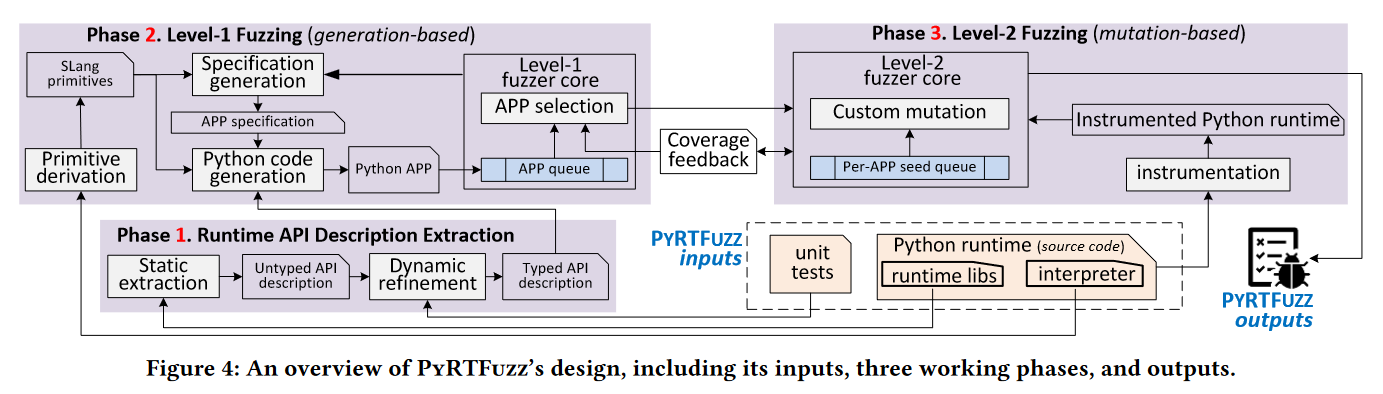 Phase 2. Level-1 Fuzzing (generation-based)
SLang
primitives
Specification
generation
APP specification
Primitive
derivation
Python code
generation
Python APP
Level-1
fuzzer core
APP selection
APP queue
Coverage
feedback
Phase 3. Level-2 Fuzzing (mutation-based)
Level-2
fuzzer core
Custom mutation
Per-APP seed queue
Instrumented Python runtime
instrumentation
Phase 1. Runtime API Description Extraction
Static
extraction
Untyped API
description
Dynamic
refinement
Typed API
description
PYRTFUZZ
inputs
unit
tests
Python runtime (source code)
runtime libs
interpreter
PYRTFUZZ
outputs
Figure 4: An overview of PYRTFUZZ’s design, including its inputs, three working phases, and outputs.